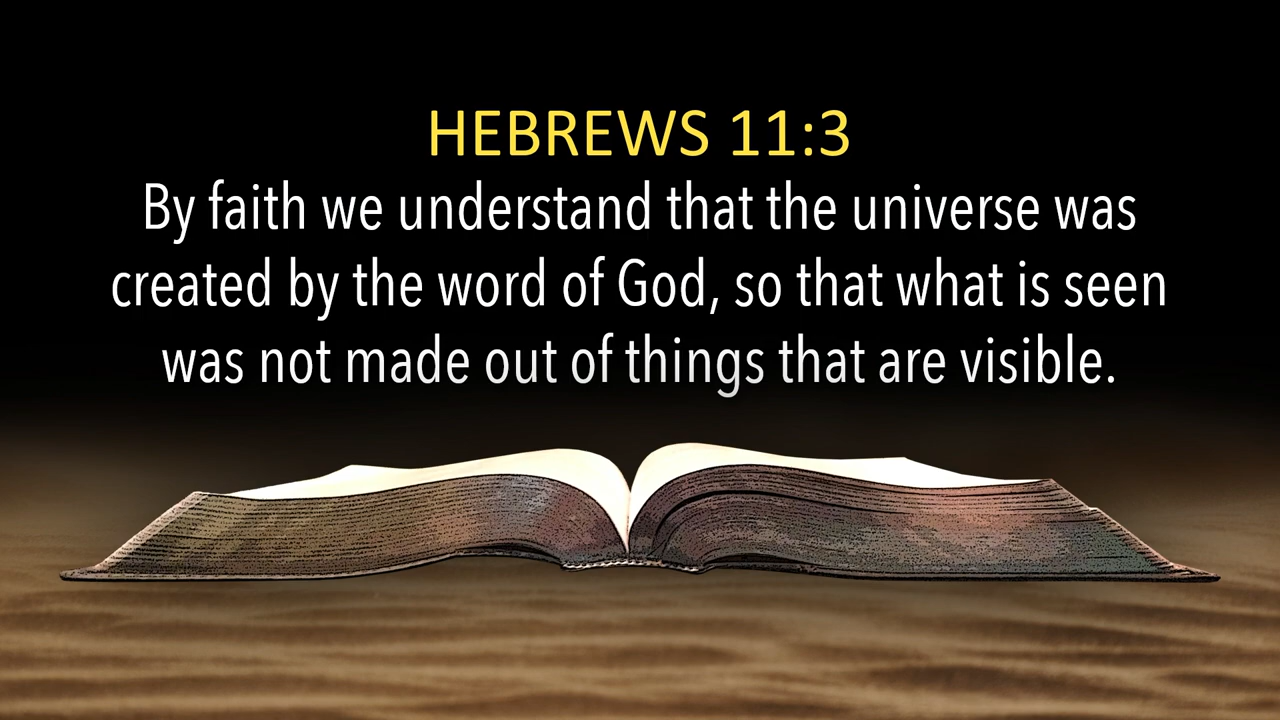 HEBREWS 11:3
By faith we understand that the universe was
created by the word of God, so that what is seen
was not made out of things that are visible.